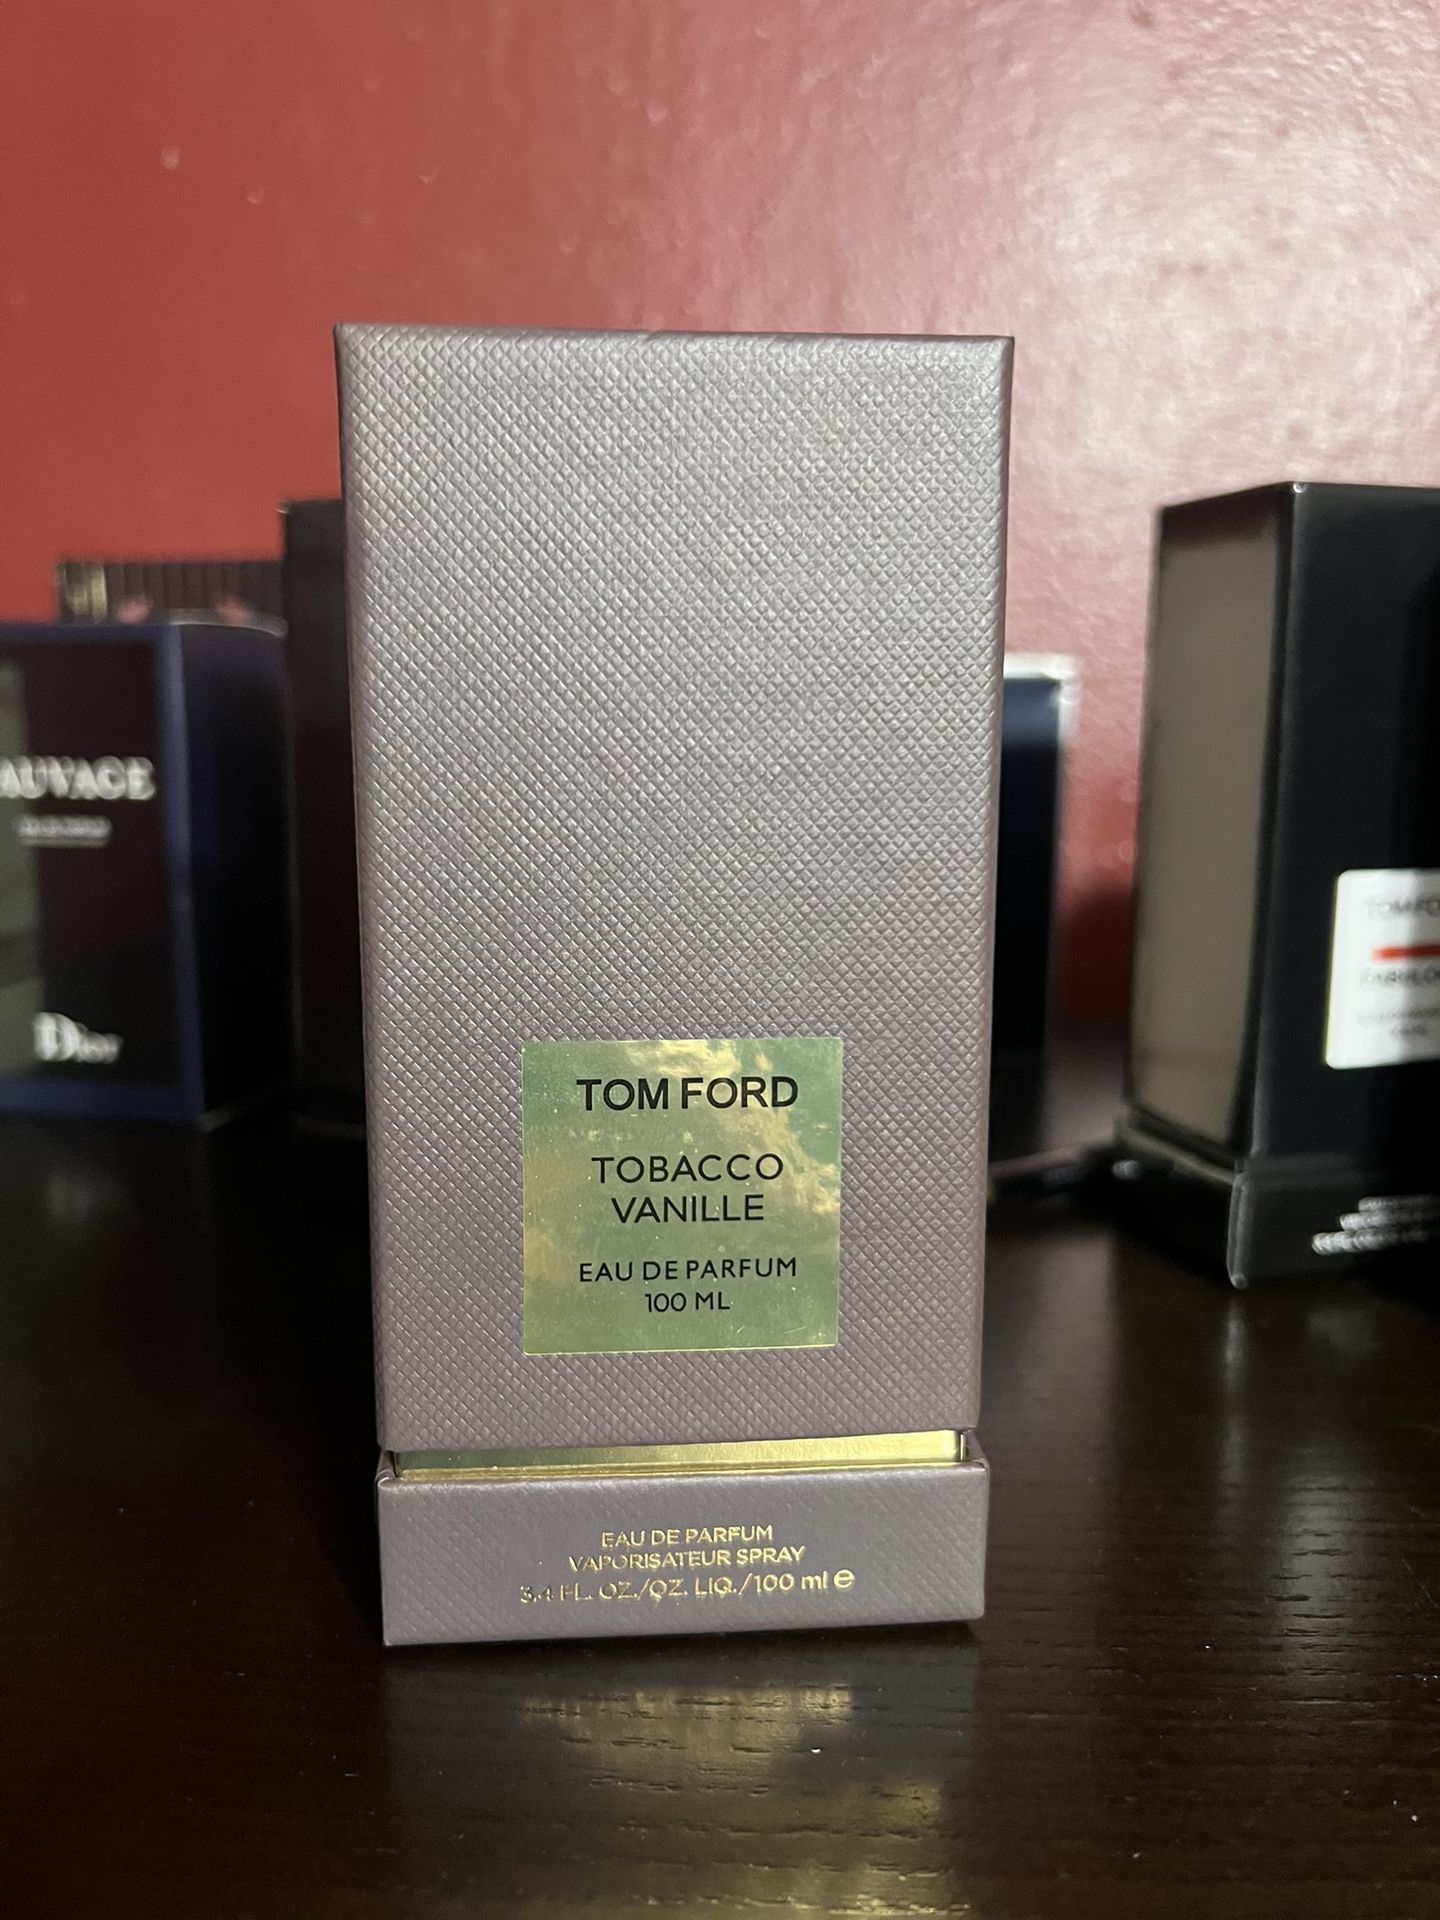 TOM FORD
TOBACCO
VANILLE
EAU DE PARFUM
100 ML
EAU DE PARFUM
VAPORISATEUR SPRAY
3.4 FL. OZ./OZ. LIQ./100 ml e
AUVAGE
Dior
TOM FO
FABULO